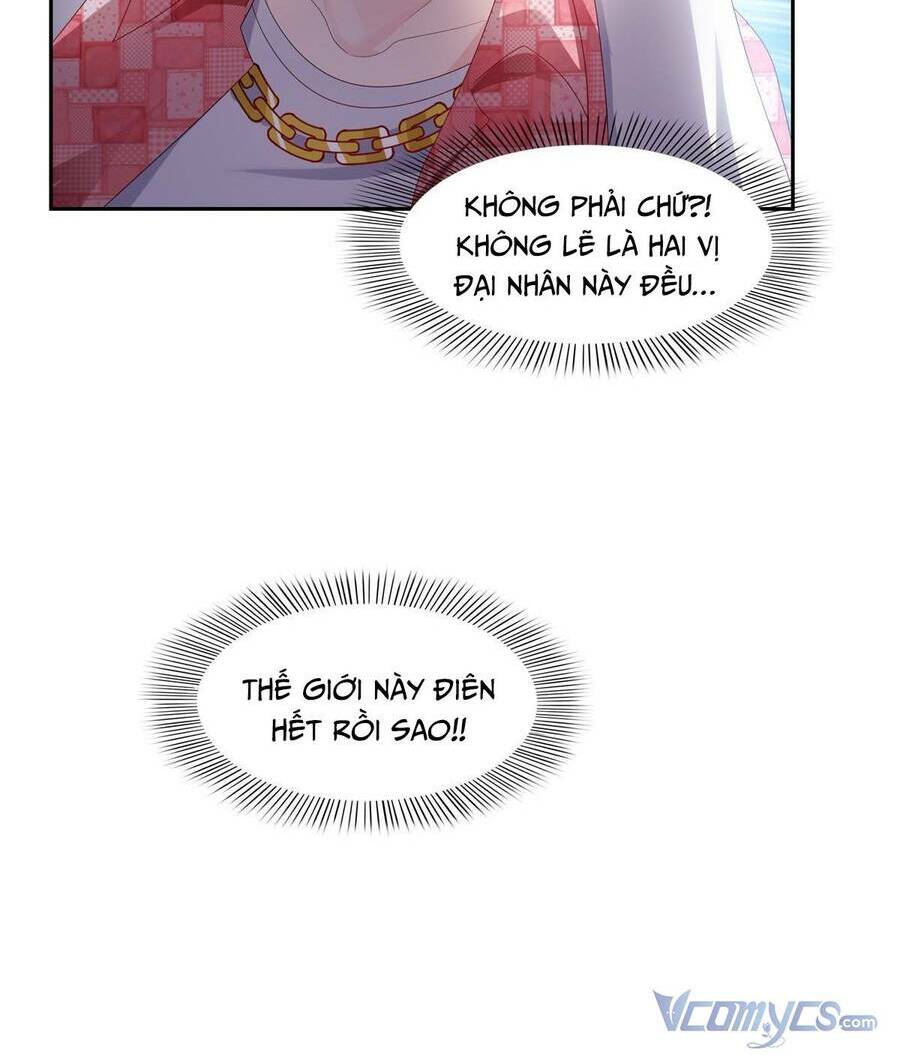 KHÔNG PHẢI CHỨ?!
KHÔNG LẼ LÀ HAI VỊ
ĐẠI NHÂN NÀY ĐỀU...
THẾ GIỚI NÀY ĐIÊN
HẾT RỒI SAO!!
VCOMYCS.com